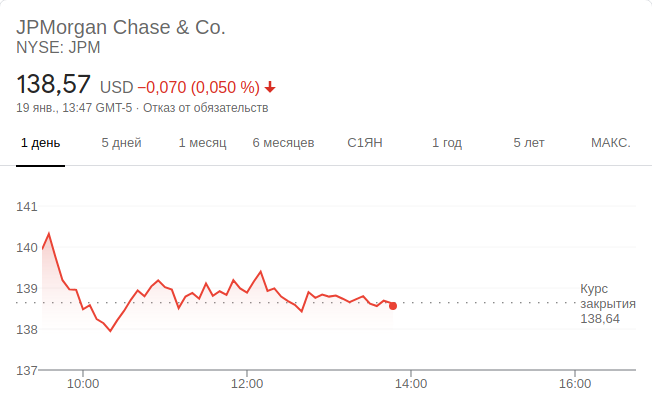 JPMorgan Chase & Co.
NYSE: JPM
138,57 USD −0,070 (0,050 %)
19 янв., 13:47 GMT-5 · Отказ от обязательств
1 день 5 дней 1 месяц 6 месяцев С1ЯН 1 год 5 лет МАКС.
141
140
139
138
137
Курс
закрытия
138,64
10:00 12:00 14:00 16:00